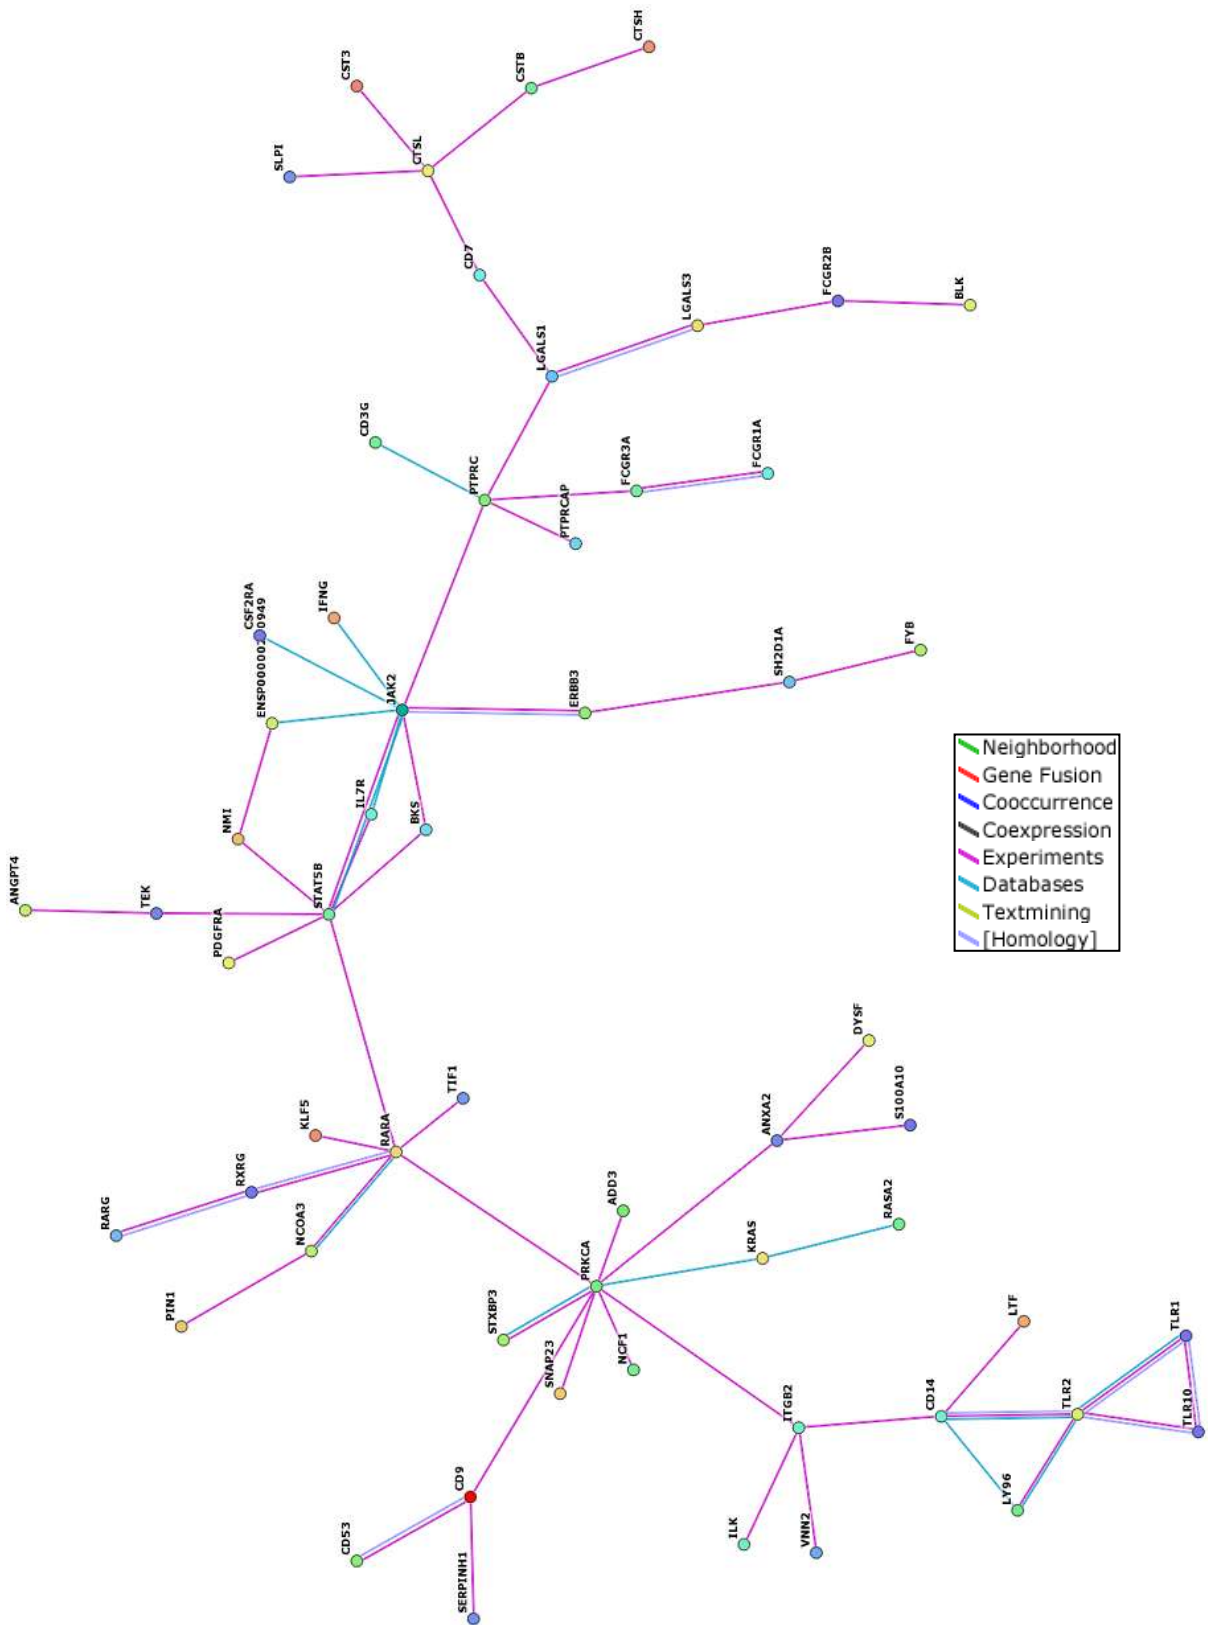 CTSH
CST3
CSTB
CTSL
SLPI
CD7
FCGR2B
BLK
LGALS3
LGALS1
CD3G
PTPRC
FCGR3A
FCGR1A
PTPRCAP
CSF2RA
IFNG
SH2D1A
FYB
JAK2
ERBB3
IL7R
BKS
NMI
ANGPT4
TEK
STAT5B
PDGFRA
Neighborhood
Gene Fusion
Cooccurrence
Coexpression
Experiments
Databases
Textmining
[Homology]
DYSF
TIF1
KLF5
RARA
ANXA2
S100A10
RXRG
RARG
NCOA3
ADD3
KRAS
RASA2
PRKCA
PIN1
STXBP3
SNAP23
NCF1
LTF
TLR1
ITGB2
CD14
TLR2
TLR10
CD9
LY96
CD53
ILK
VNN2
SERPINH1